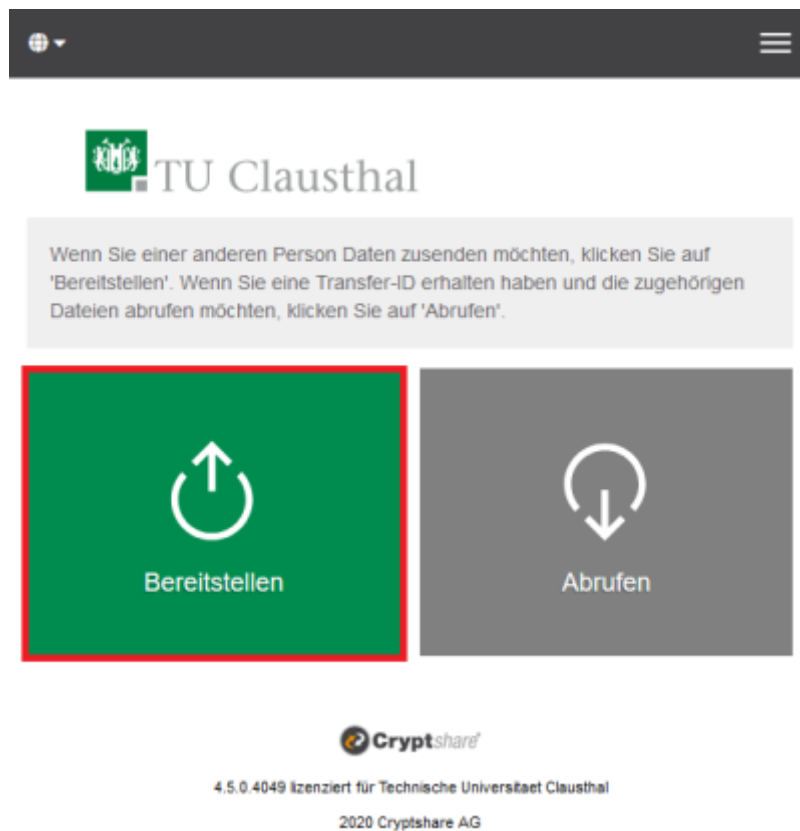 TU Clausthal
Wenn Sie einer anderen Person Daten zusenden möchten, klicken Sie auf
'Bereitstellen'. Wenn Sie eine Transfer-ID erhalten haben und die zugehörigen
Dateien abrufen möchten, klicken Sie auf 'Abrufen'.
Bereitstellen
Abrufen
Cryptshare
4.5.0.4049 lizenziert für Technische Universitaet Clausthal
2020 Cryptshare AG